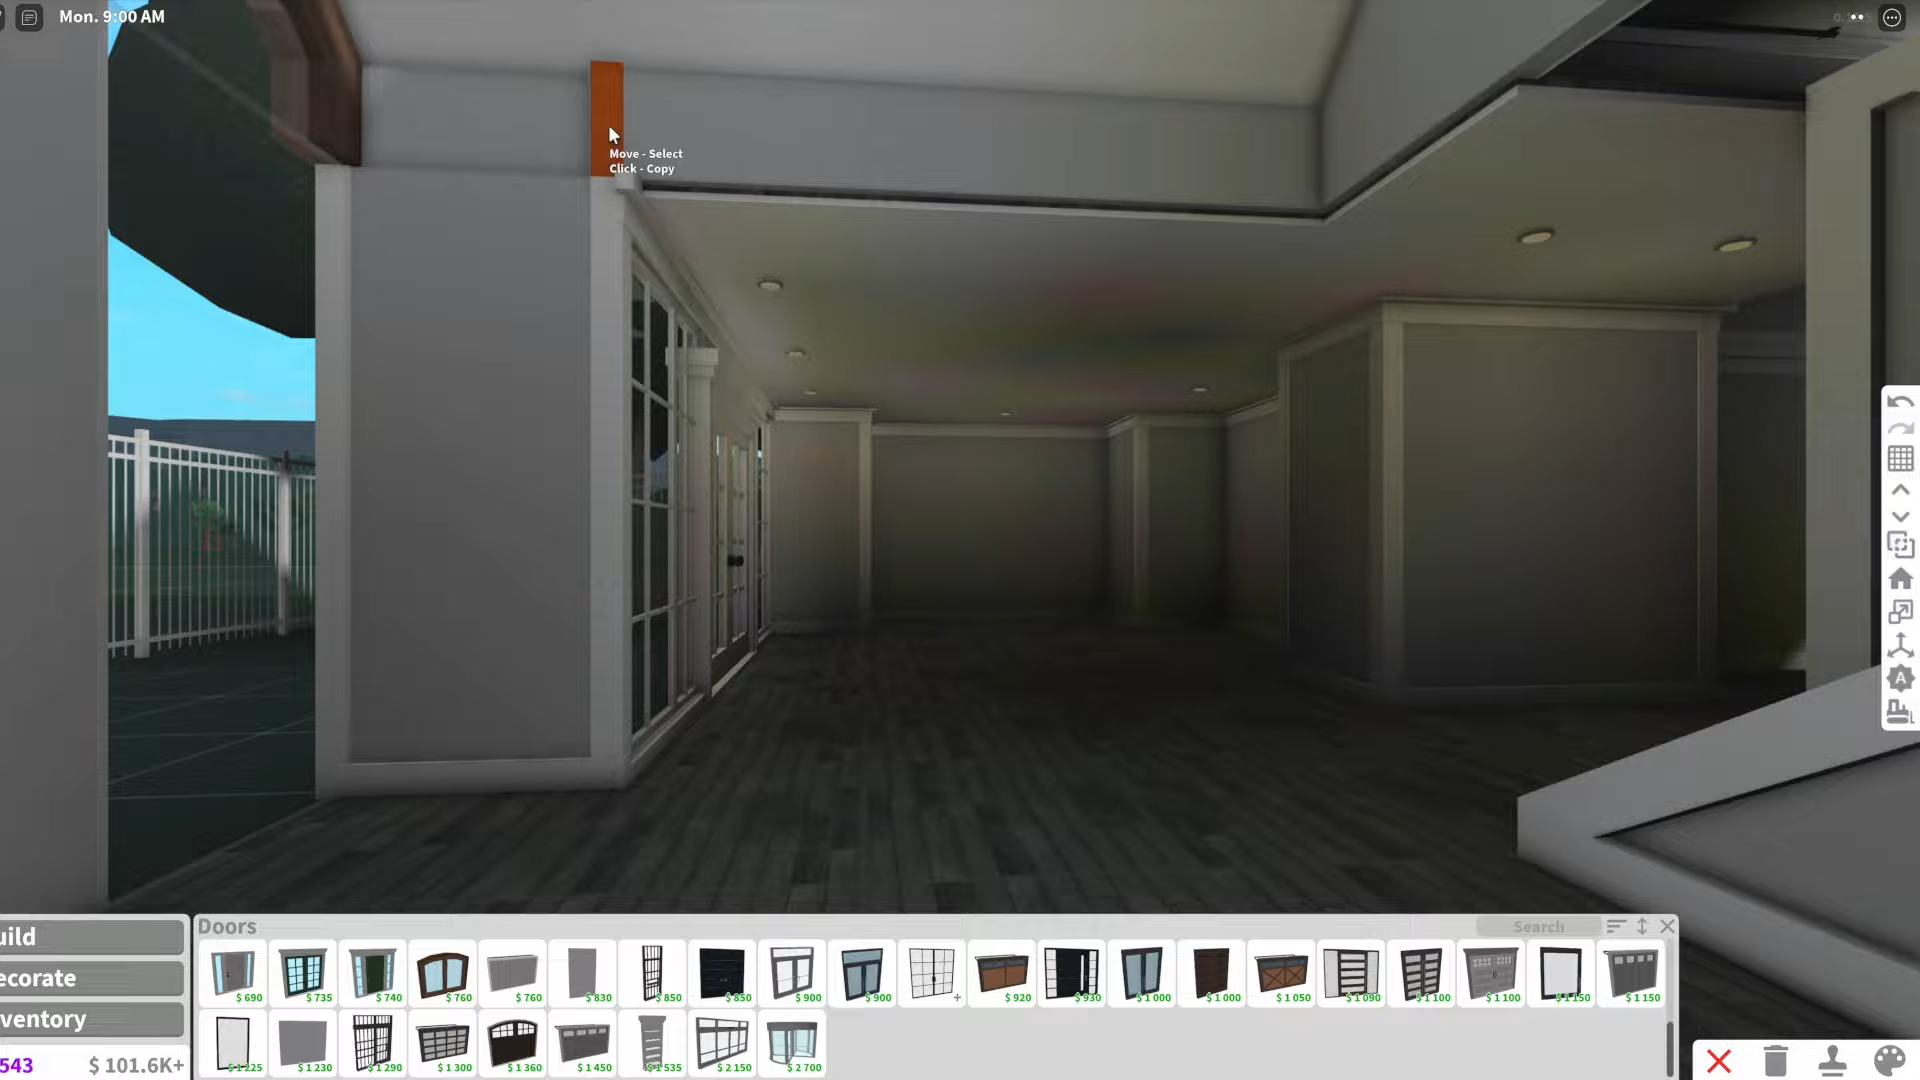 Mon. 9:00 AM
Move - Select
Click - Copy
uild
ecorate
ventory
543
$ 101.6K+
Doors
Search
$ 690
$ 735
$ 740
$ 760
$ 760
$ 830
$ 850
$ 850
$ 900
$ 900
+
$ 920
$ 930
$ 1 000
$ 1 000
$ 1 050
$ 1 090
$ 1 100
$ 1 100
$ 1 150
$ 1 150
$ 1 225
$ 1 230
$ 1 290
$ 1 300
$ 1 360
$ 1 450
$ 1 535
$ 2 150
$ 2 700
A